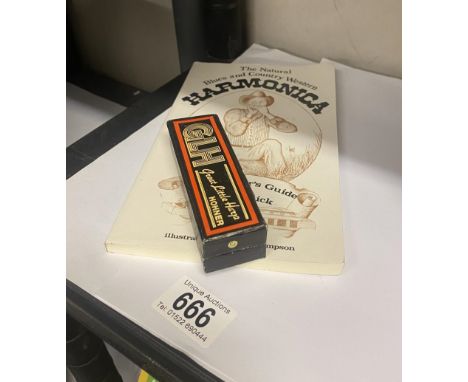 The Natural
Blues and Country Western
HARMONICA
's Guide
ick
illustrat
mpson
GLH
Great Little Harp
HOHNER
Unique Auctions
666
Tel: 01522 690444